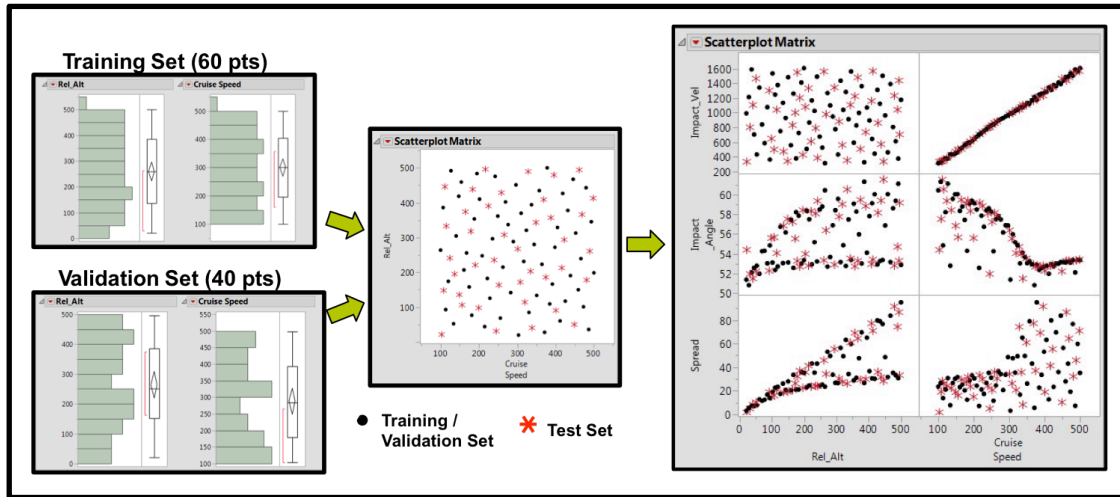 Training Set (60 pts)
Rel_Alt
Cruise Speed
500
400
300
200
100
0
500
400
300
200
100
Validation Set (40 pts)
Rel_Alt
Cruise Speed
500
450
400
350
300
250
200
150
100
50
0
550
500
450
400
350
300
250
200
150
100
Scatterplot Matrix
500
400
300
200
100
Rel_Alt
100 200 300 400 500
Cruise
Speed
Training /
Validation Set
Test Set
Scatterplot Matrix
Impact_Vel
1600
1400
1200
1000
800
600
400
200
Impact
_Angle
60
58
56
54
52
50
Spread
80
60
40
20
0
0 100 200 300 400 500
Rel_Alt
100 200 300 400 500
Cruise
Speed